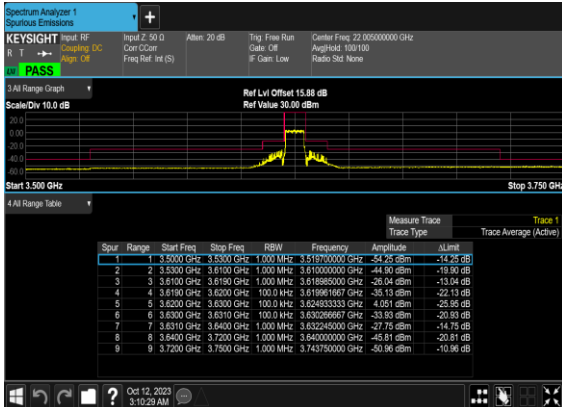 Spectrum Analyzer 1
Spurious Emissions
+
KEYSIGHT Input: RF Input Z: 50 Ω Atten: 20 dB Trig: Free Run Center Freq: 22.005000000 GHz
R T Coupling: DC Corr CCorr Gate: Off Avg|Hold: 100/100
Align: Off Freq Ref: Int (S) IF Gain: Low Radio Std: None
PASS
3 All Range Graph
Ref Lvl Offset 15.88 dB
Scale/Div 10.0 dB Ref Value 30.00 dBm
20.0
0.00
-20.0
-40.0
-60.0
Start 3.500 GHz Stop 3.750 GHz
4 All Range Table
Measure Trace Trace 1
Trace Type Trace Average (Active)
Spur Range Start Freq Stop Freq RBW Frequency Amplitude ΔLimit
1 1 3.5000 GHz 3.5300 GHz 1.000 MHz 3.519700000 GHz -54.25 dBm -14.25 dB
2 2 3.5300 GHz 3.6100 GHz 1.000 MHz 3.610000000 GHz -44.90 dBm -19.90 dB
3 3 3.6100 GHz 3.6190 GHz 1.000 MHz 3.618985000 GHz -26.04 dBm -13.04 dB
4 4 3.6190 GHz 3.6200 GHz 100.0 kHz 3.619961667 GHz -35.13 dBm -22.13 dB
5 5 3.6200 GHz 3.6300 GHz 100.0 kHz 3.624933333 GHz 4.051 dBm -25.95 dB
6 6 3.6300 GHz 3.6310 GHz 100.0 kHz 3.630266667 GHz -33.93 dBm -20.93 dB
7 7 3.6310 GHz 3.6400 GHz 1.000 MHz 3.632245000 GHz -27.75 dBm -14.75 dB
8 8 3.6400 GHz 3.7200 GHz 1.000 MHz 3.640000000 GHz -45.81 dBm -20.81 dB
9 9 3.7200 GHz 3.7500 GHz 1.000 MHz 3.743750000 GHz -50.96 dBm -10.96 dB
? Oct 12, 2023
3:10:29 AM